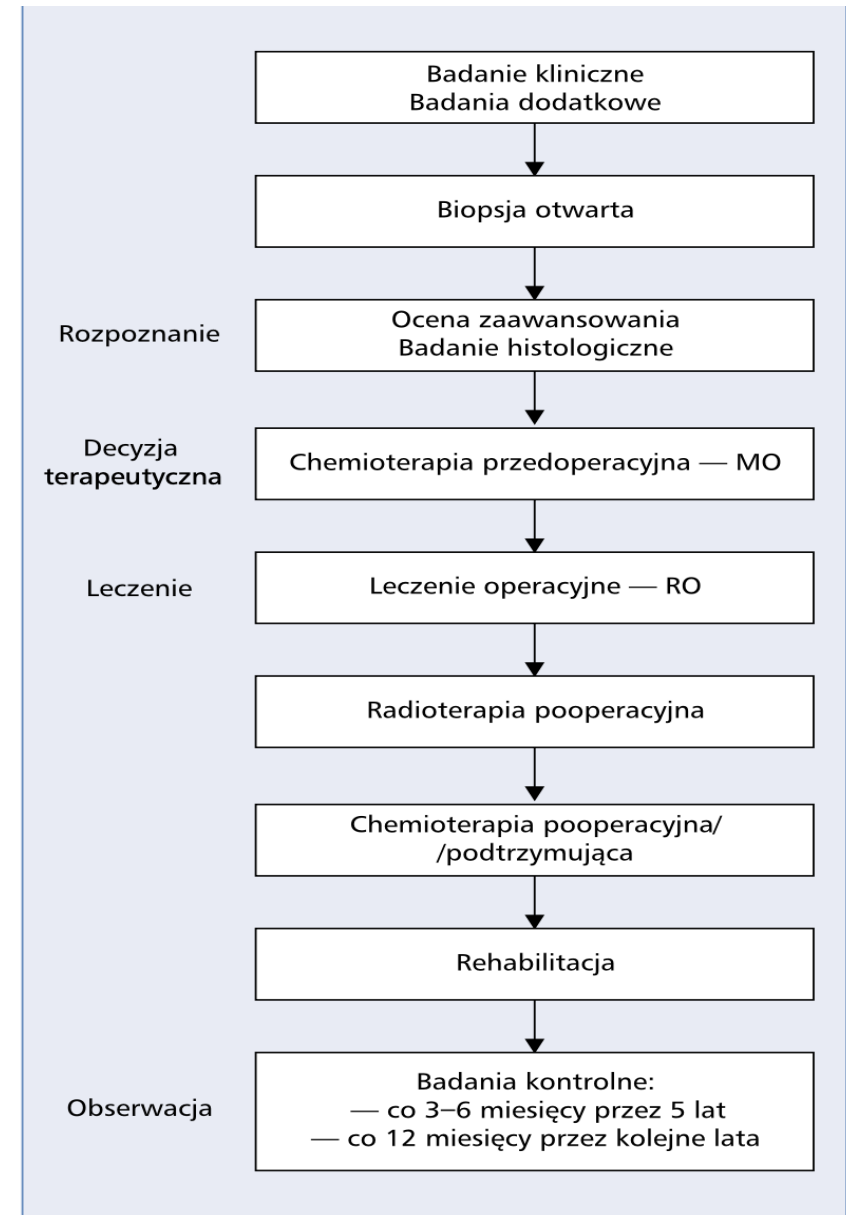 Badanie kliniczne
Badania dodatkowe
Biopsja otwarta
Rozpoznanie
Ocena zaawansowania
Badanie histologiczne
Decyzja
terapeutyczna
Chemioterapia przedoperacyjna — MO
Leczenie
Leczenie operacyjne — RO
Radioterapia pooperacyjna
Chemioterapia pooperacyjna/
/podtrzymująca
Rehabilitacja
Obserwacja
Badania kontrolne:
— co 3–6 miesięcy przez 5 lat
— co 12 miesięcy przez kolejne lata